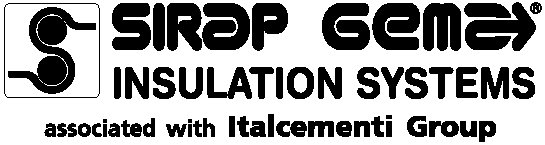 SIRAP GEMA®
INSULATION SYSTEMS
associated with Italcementi Group